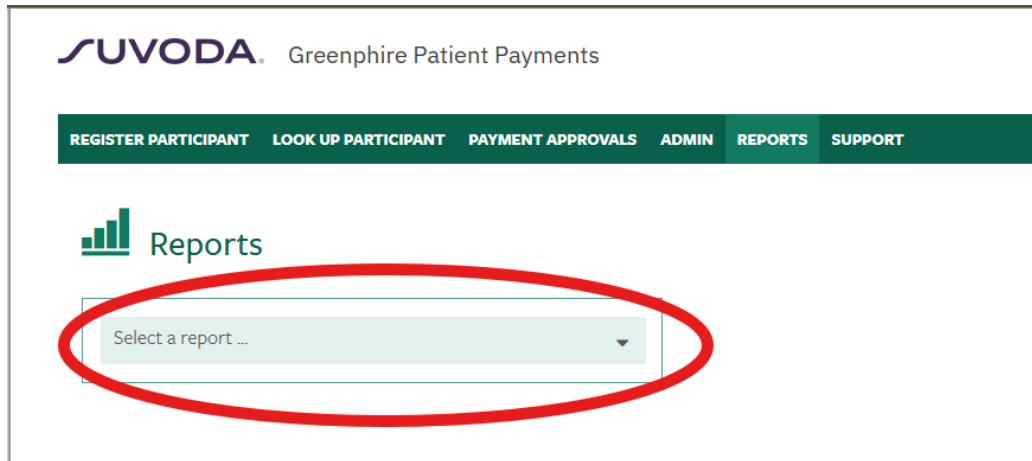 SUVODA. Greenphire Patient Payments
REGISTER PARTICIPANT LOOK UP PARTICIPANT PAYMENT APPROVALS ADMIN REPORTS SUPPORT
Reports
Select a report ...